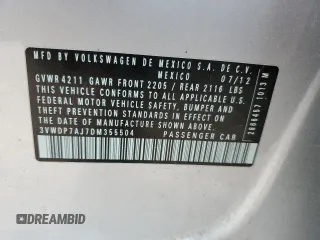 MFD BY VOLKSWAGEN DE MEXICO S.A. DE C.V.
MEXICO 07/12
GVWR 4211 GAWR FRONT 2205 / REAR 2116 LBS
THIS VEHICLE CONFORMS TO ALL APPLICABLE
FEDERAL MOTOR VEHICLE SAFETY, BUMPER AND
THEFT PREVENTION STANDARDS IN EFFECT ON THE
DATE OF MANUFACTURE SHOWN ABOVE.
3VWDP7AJ7DM355504 PASSENGER CAR
DREAMBID